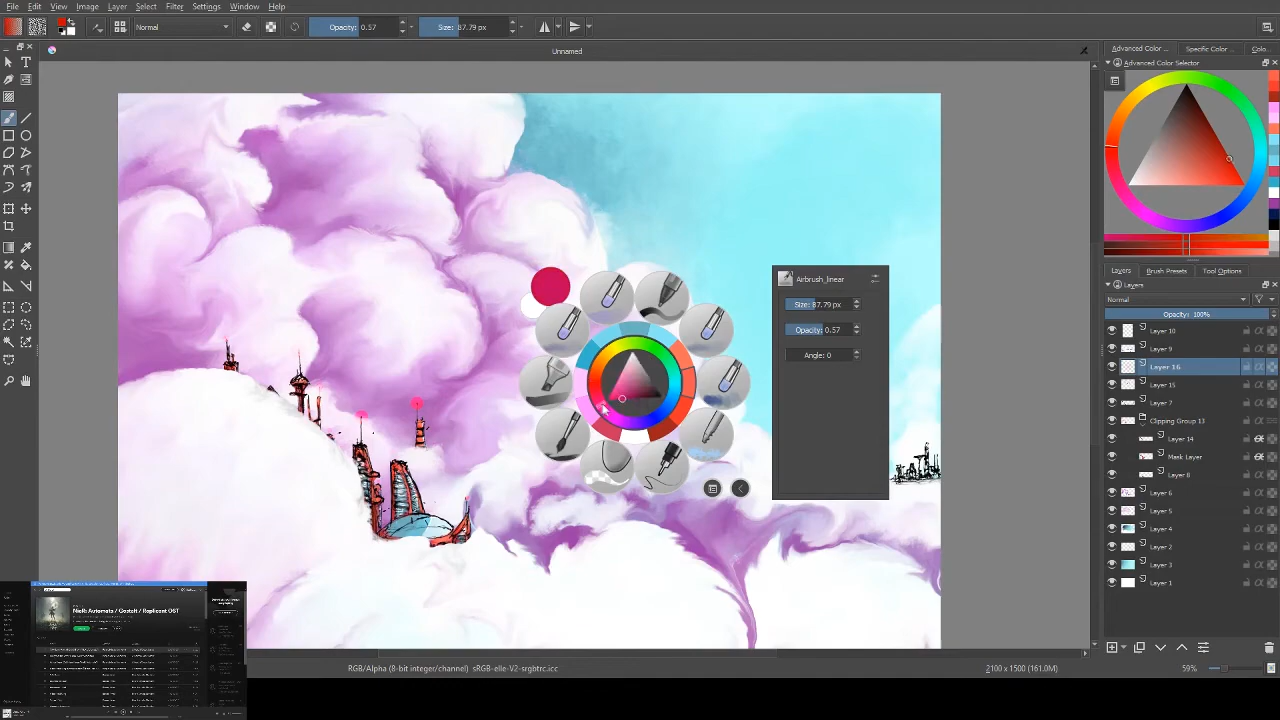 File Edit View Image Layer Select Filter Settings Window Help
Normal Opacity: 0.57 Size: 87.79 px
Unnamed
Advanced Color ... Specific Color ... Colo...
Advanced Color Selector
Airbrush_linear
Size: 87.79 px
Opacity: 0.57
Angle: 0
Layers Brush Presets Tool Options
Layers
Normal
Opacity: 100%
Layer 10
Layer 9
Layer 16
Layer 15
Layer 7
Clipping Group 13
Layer 14
Mask Layer
Layer 8
Layer 6
Layer 5
Layer 4
Layer 2
Layer 3
Layer 1
NieR: Automata / Gestalt / Replicant OST
RGB/Alpha (8-bit integer/channel) sRGB-elle-V2-srgbtrc.icc
2100 x 1500 (161.0M)
59%